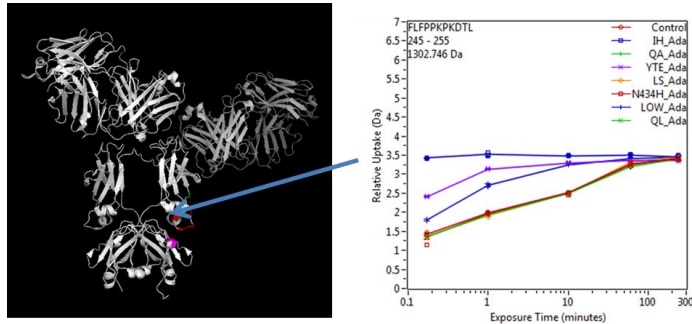 FLFPPKPKDTL
245 - 255
1302.746 Da
Control
IH_Ada
QA_Ada
YTE_Ada
LS_Ada
N434H_Ada
LOW_Ada
QL_Ada
Relative Uptake (Da)
7
6.5
6
5.5
5
4.5
4
3.5
3
2.5
2
1.5
1
0.5
0
0.1
1
10
100
300
Exposure Time (minutes)